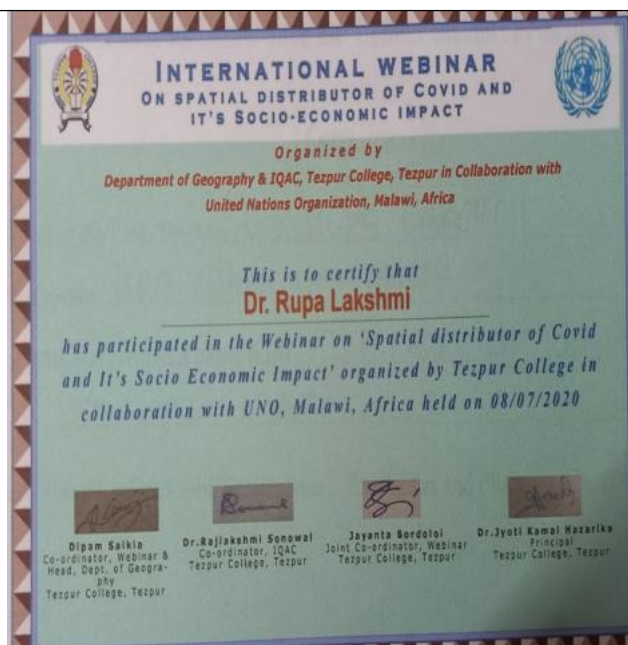 INTERNATIONAL WEBINAR
ON SPATIAL DISTRIBUTOR OF COVID AND
IT'S SOCIO-ECONOMIC IMPACT
Organized by
Department of Geography & IQAC, Tezpur College, Tezpur in Collaboration with
United Nations Organization, Malawi, Africa
This is to certify that
Dr. Rupa Lakshmi
has participated in the Webinar on 'Spatial distributor of Covid
and It's Socio Economic Impact' organized by Tezpur College in
collaboration with UNO, Malawi, Africa held on 08/07/2020
Dipam Saikia
Co-ordinator, Webinar &
Head, Dept. of Geogra-
phy
Tezpur College, Tezpur
Dr.Rajlakshmi Sonowal
Co-ordinator, IQAC
Tezpur College, Tezpur
Jayanta Bordoloi
Joint Co-ordinator, Webinar
Tezpur College, Tezpur
Dr.Jyoti Kamal Hazarika
Principal
Tezpur College, Tezpur